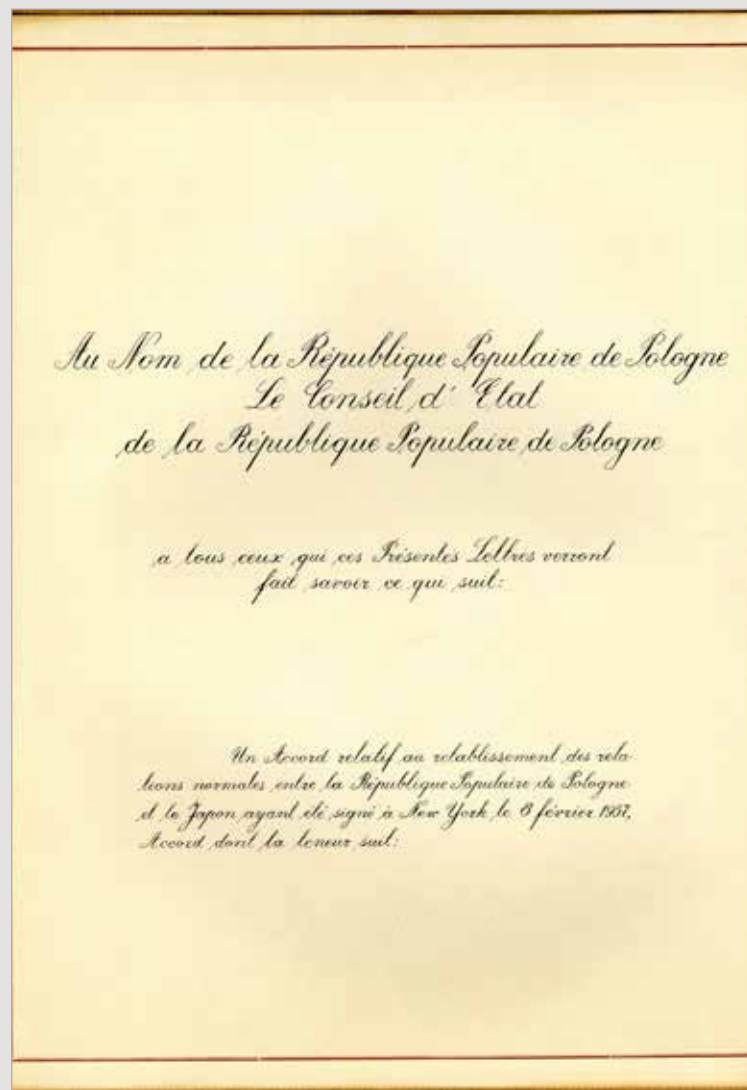 Au Nom de la République Populaire de Pologne
Le Conseil d' Etat
de la République Populaire de Pologne
a tous ceux qui ces Présentes Lettres verront
fait savoir ce qui suit:
Un Accord relatif au rétablissement des rela-
tions normales entre la République Populaire de Pologne
et le Japon ayant été signé à New York le 8 février 1957,
Accord dont la teneur suit: